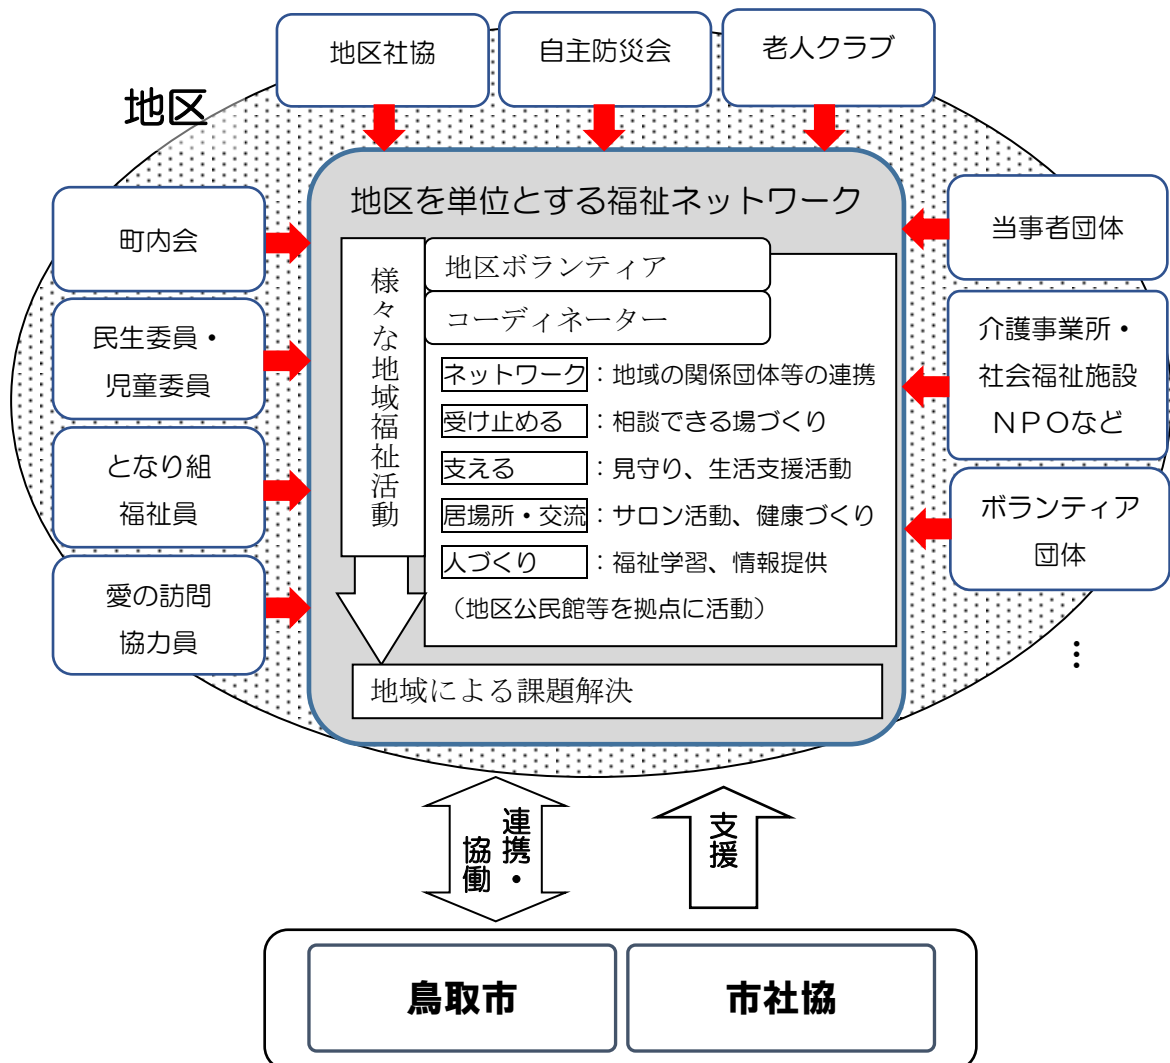 地区社協
自主防災会
老人クラブ
地区
町内会
民生委員・
児童委員
となり組
福祉員
愛の訪問
協力員
地区を単位とする福祉ネットワーク
様々な地域福祉活動
地区ボランティア
コーディネーター
ネットワーク：地域の関係団体等の連携
受け止める：相談できる場づくり
支える：見守り、生活支援活動
居場所・交流：サロン活動、健康づくり
人づくり：福祉学習、情報提供
（地区公民館等を拠点に活動）
地域による課題解決
当事者団体
介護事業所・
社会福祉施設
ＮＰＯなど
ボランティア
団体
…
連携・
協働
支援
鳥取市
市社協